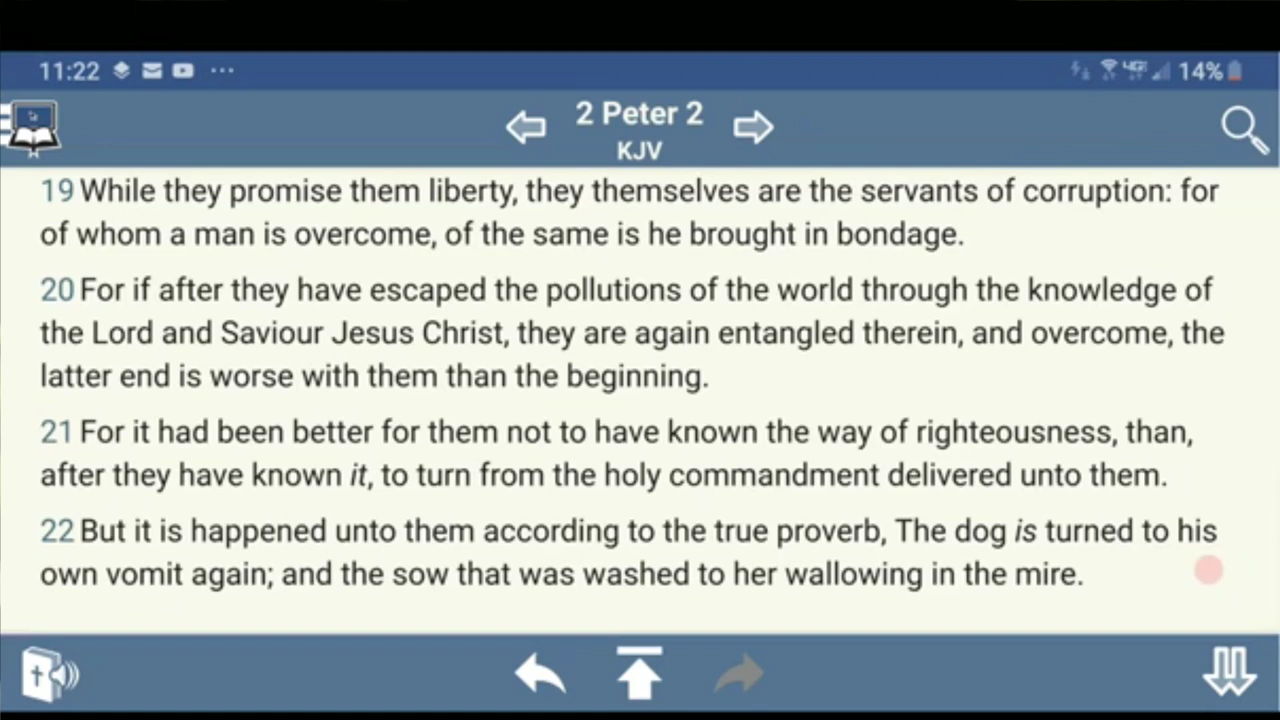 11:22 ... 4GE 14%
2 Peter 2
KJV
19 While they promise them liberty, they themselves are the servants of corruption: for
of whom a man is overcome, of the same is he brought in bondage.
20 For if after they have escaped the pollutions of the world through the knowledge of
the Lord and Saviour Jesus Christ, they are again entangled therein, and overcome, the
latter end is worse with them than the beginning.
21 For it had been better for them not to have known the way of righteousness, than,
after they have known it, to turn from the holy commandment delivered unto them.
22 But it is happened unto them according to the true proverb, The dog is turned to his
own vomit again; and the sow that was washed to her wallowing in the mire.